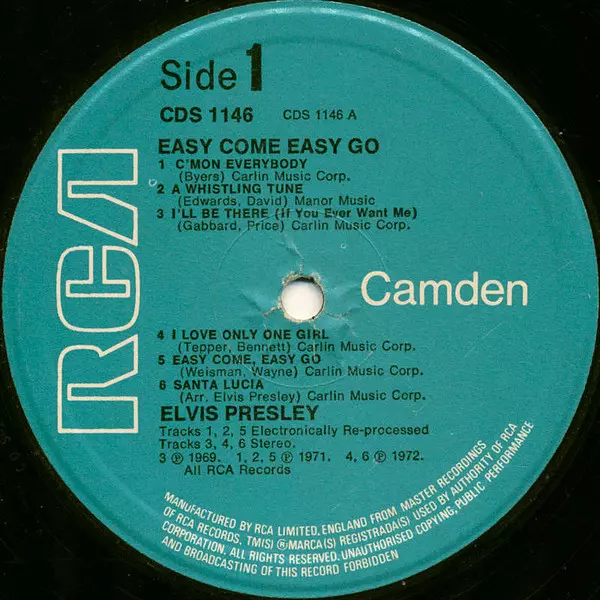 Side 1
CDS 1146 CDS 1146 A
EASY COME EASY GO
1 C'MON EVERYBODY
(Byers) Carlin Music Corp.
2 A WHISTLING TUNE
(Edwards, David) Manor Music
3 I'LL BE THERE (If You Ever Want Me)
(Gabbard, Price) Carlin Music Corp.
RCA
Camden
4 I LOVE ONLY ONE GIRL
(Tepper, Bennett) Carlin Music Corp.
5 EASY COME, EASY GO
(Weisman, Wayne) Carlin Music Corp.
6 SANTA LUCIA
(Arr. Elvis Presley) Carlin Music Corp.
ELVIS PRESLEY
Tracks 1, 2, 5 Electronically Re-processed
Tracks 3, 4, 6 Stereo.
3 ℗ 1969. 1, 2, 5 ℗ 1971. 4, 6 ℗ 1972.
All RCA Records
MANUFACTURED BY RCA LIMITED, ENGLAND FROM MASTER RECORDINGS
OF RCA RECORDS. TM(S) ® MARCA(S) REGISTRADA(S) USED BY AUTHORITY OF RCA
CORPORATION. ALL RIGHTS RESERVED. UNAUTHORISED COPYING, PUBLIC PERFORMANCE
AND BROADCASTING OF THIS RECORD FORBIDDEN